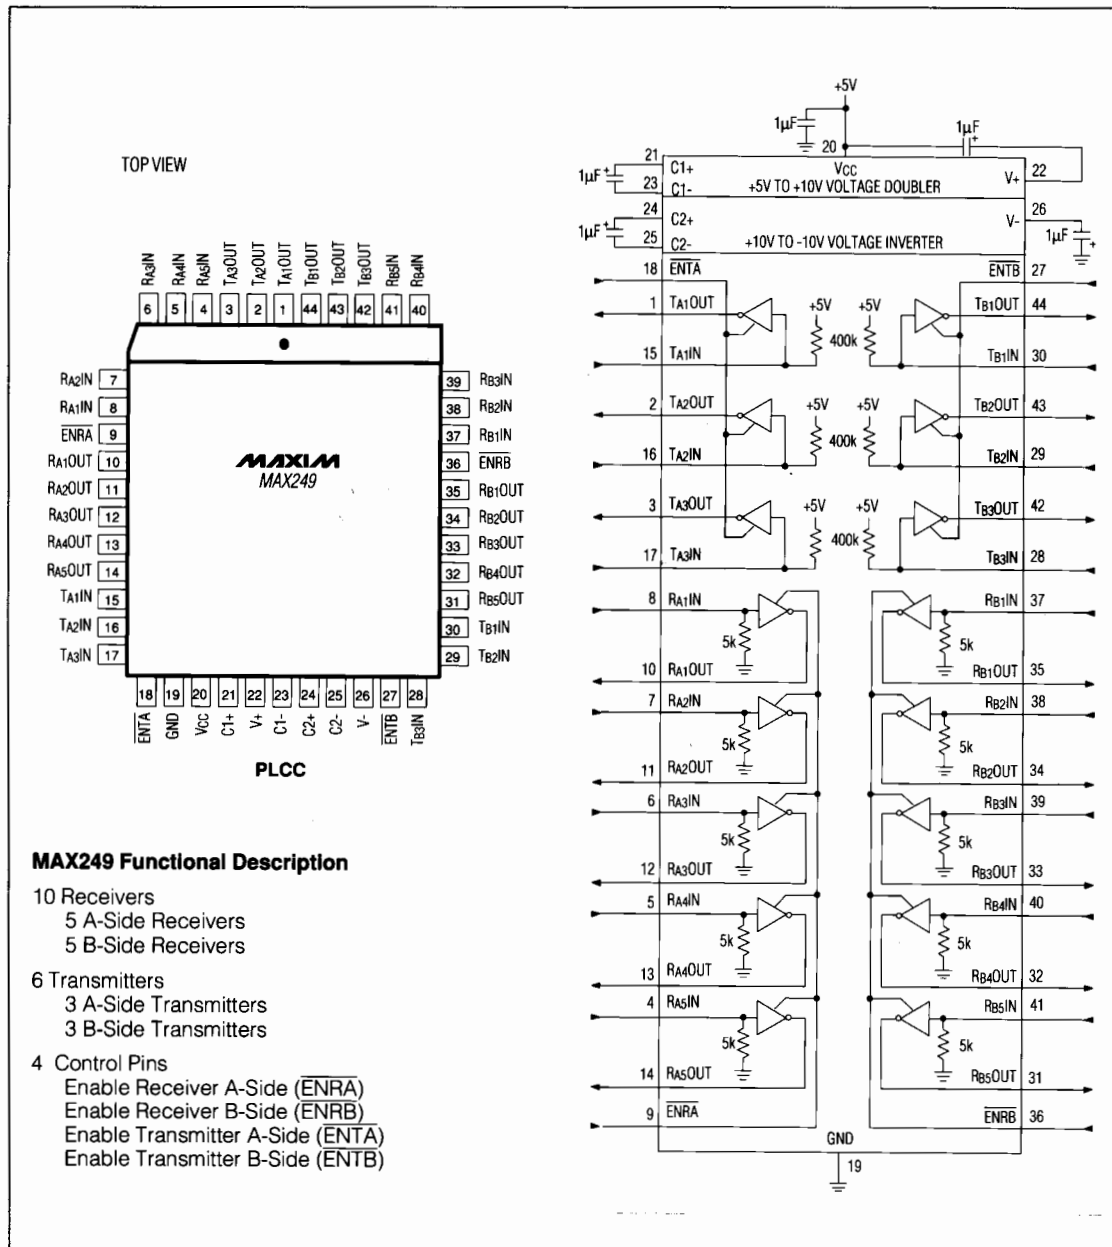 TOP VIEW
RA3IN RA4IN RA5IN TA3OUT TA2OUT TA1OUT TB1OUT TB2OUT TB3OUT RB5IN RB4IN
6 5 4 3 2 1 44 43 42 41 40
RA2IN 7
RA1IN 8
ENRA 9
RA1OUT 10
RA2OUT 11
RA3OUT 12
RA4OUT 13
RA5OUT 14
TA1IN 15
TA2IN 16
TA3IN 17
MAXIM
MAX249
39 RB3IN
38 RB2IN
37 RB1IN
36 ENRB
35 RB1OUT
34 RB2OUT
33 RB3OUT
32 RB4OUT
31 RB5OUT
30 TB1IN
29 TB2IN
18 19 20 21 22 23 24 25 26 27 28
ENTA GND VCC C1+ V+ C1- C2+ C2- V- ENTB TB3IN
PLCC
MAX249 Functional Description
10 Receivers
5 A-Side Receivers
5 B-Side Receivers
6 Transmitters
3 A-Side Transmitters
3 B-Side Transmitters
4 Control Pins
Enable Receiver A-Side (ENRA)
Enable Receiver B-Side (ENRB)
Enable Transmitter A-Side (ENTA)
Enable Transmitter B-Side (ENTB)
+5V
1µF 1µF +
20
21 C1+ VCC V+ 22
1µF +
23 C1- +5V TO +10V VOLTAGE DOUBLER
24 C2+ V- 26
1µF + 1µF +
25 C2- +10V TO -10V VOLTAGE INVERTER
18 ENTA ENTB 27
1 TA1OUT +5V +5V TB1OUT 44
400k
15 TA1IN TB1IN 30
2 TA2OUT +5V +5V TB2OUT 43
400k
16 TA2IN TB2IN 29
3 TA3OUT +5V +5V TB3OUT 42
400k
17 TA3IN TB3IN 28
8 RA1IN RB1IN 37
5k 5k
10 RA1OUT RB1OUT 35
7 RA2IN RB2IN 38
5k 5k
11 RA2OUT RB2OUT 34
6 RA3IN RB3IN 39
5k 5k
12 RA3OUT RB3OUT 33
5 RA4IN RB4IN 40
5k 5k
13 RA4OUT RB4OUT 32
4 RA5IN RB5IN 41
5k 5k
14 RA5OUT RB5OUT 31
9 ENRA ENRB 36
GND
19